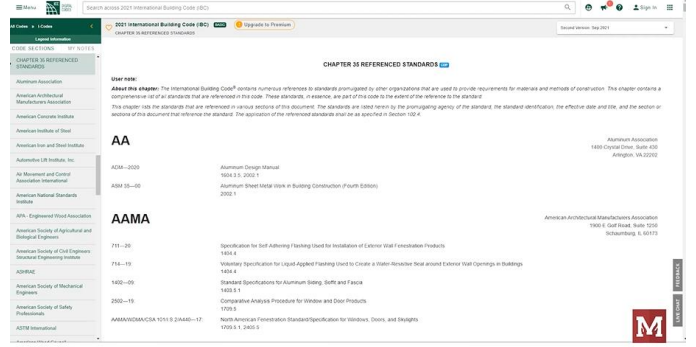 Menu
Search access 2021 International Building Code (IBC)
Sign In
All Codes » I-Codes
Legend Information
CODE SECTIONS
MY NOTES
2021 International Building Code (IBC)
BASIC
Upgrade to Premium
CHAPTER 35 REFERENCED STANDARDS
Second Version: Sep 2021
CHAPTER 35 REFERENCED
STANDARDS
Aluminum Association
American Architectural
Manufacturers Association
American Concrete Institute
American Institute of Steel
American Iron and Steel Institute
Automotive Lift Institute, Inc.
Air Movement and Control
Association International
American National Standards
Institute
APA - Engineered Wood Association
American Society of Agricultural and
Biological Engineers
American Society of Civil Engineers
Structural Engineering Institute
ASHRAE
American Society of Mechanical
Engineers
American Society of Safety
Professionals
ASTM International
CHAPTER 35 REFERENCED STANDARDS
User note:
About this chapter: The International Building Code® contains numerous references to standards promulgated by other organizations that are used to provide requirements for materials and methods of construction. This chapter contains a
comprehensive list of all standards that are referenced in this code. These standards, in essence, are part of this code to the extent of the reference to the standard.
This chapter lists the standards that are referenced in various sections of this document. The standards are listed herein by the promulgating agency of the standard, the standard identification, the effective date and title, and the section or
sections of this document that reference the standard. The application of the referenced standards shall be as specified in Section 102.4.
AA
Aluminum Association
1400 Crystal Drive, Suite 430
Arlington, VA 22202
ADM—2020
Aluminum Design Manual
1604.3.5, 2002.1
ASM 35—00
Aluminum Sheet Metal Work in Building Construction (Fourth Edition)
2002.1
AAMA
American Architectural Manufacturers Association
1900 E. Golf Road, Suite 1250
Schaumburg, IL 60173
711—20
Specification for Self-Adhering Flashing Used for Installation of Exterior Wall Fenestration Products
1404.4
714—19
Voluntary Specification for Liquid-Applied Flashing Used to Create a Water-Resistive Seal around Exterior Wall Openings in Buildings
1404.4
1402—09
Standard Specifications for Aluminum Siding, Soffit and Fascia
1403.5.1
2502—19
Comparative Analysis Procedure for Window and Door Products
1709.5
AAMA/WDMA/CSA 101/I.S.2/A440—17
North American Fenestration Standard/Specification for Windows, Doors, and Skylights
1709.5.1, 2405.5
FEEDBACK
LIVE CHAT
M